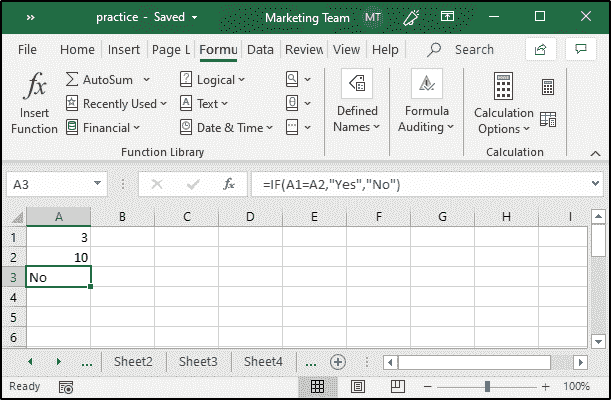 » practice - Saved Marketing Team MT
File Home Insert Page L Formu Data Review View Help Search
fx Insert Function
AutoSum
Recently Used
Financial
Logical
Text
Date & Time
Function Library
Defined Names
Formula Auditing
Calculation Options
Calculation
A3 fx =IF(A1=A2,"Yes","No")
A B C D E F G H I
1 3
2 10
3 No
4
5
6
... Sheet2 Sheet3 Sheet4 ...
Ready 100%